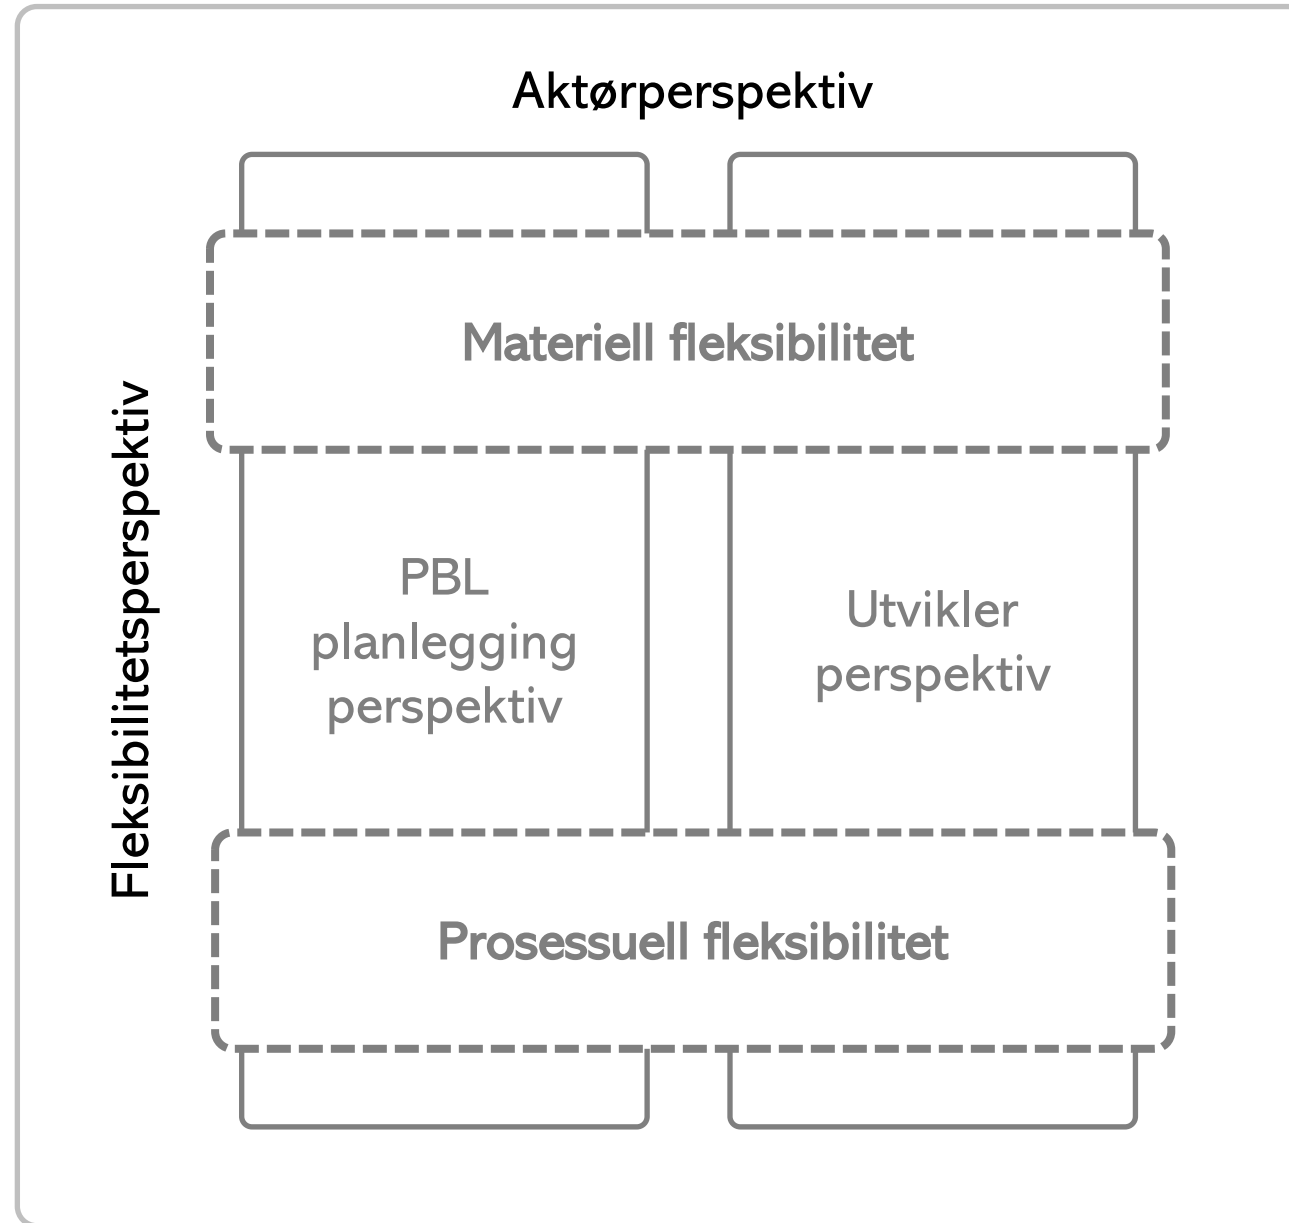 Aktørperspektiv
Fleksibilitetsperspektiv
Materiell fleksibilitet
PBL
planlegging
perspektiv
Utvikler
perspektiv
Prosessuell fleksibilitet